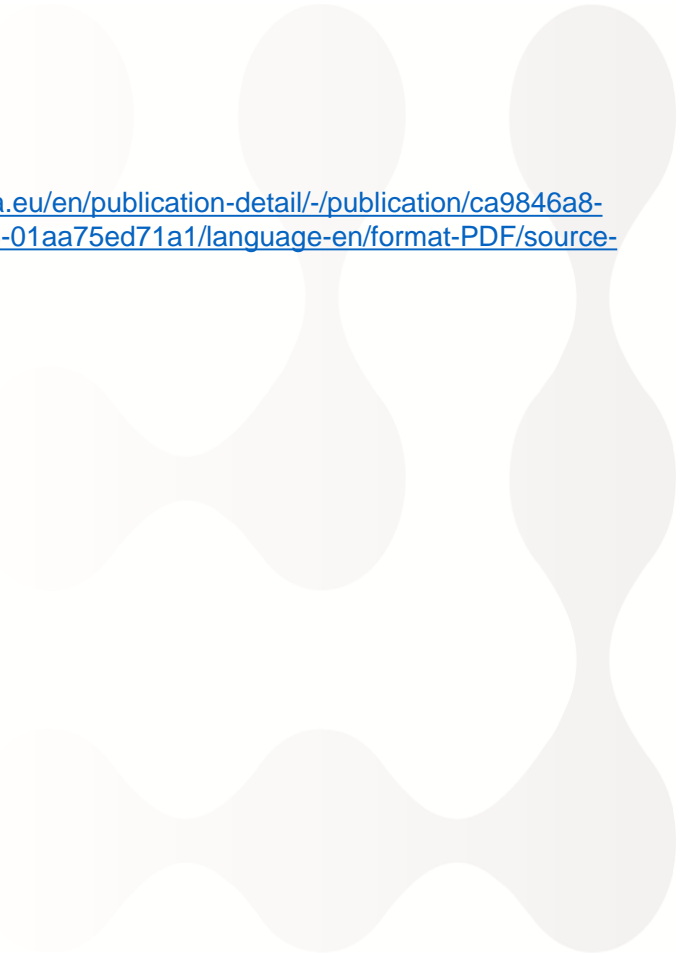 a.eu/en/publication-detail/-/publication/ca9846a8-
-01aa75ed71a1/language-en/format-PDF/source-